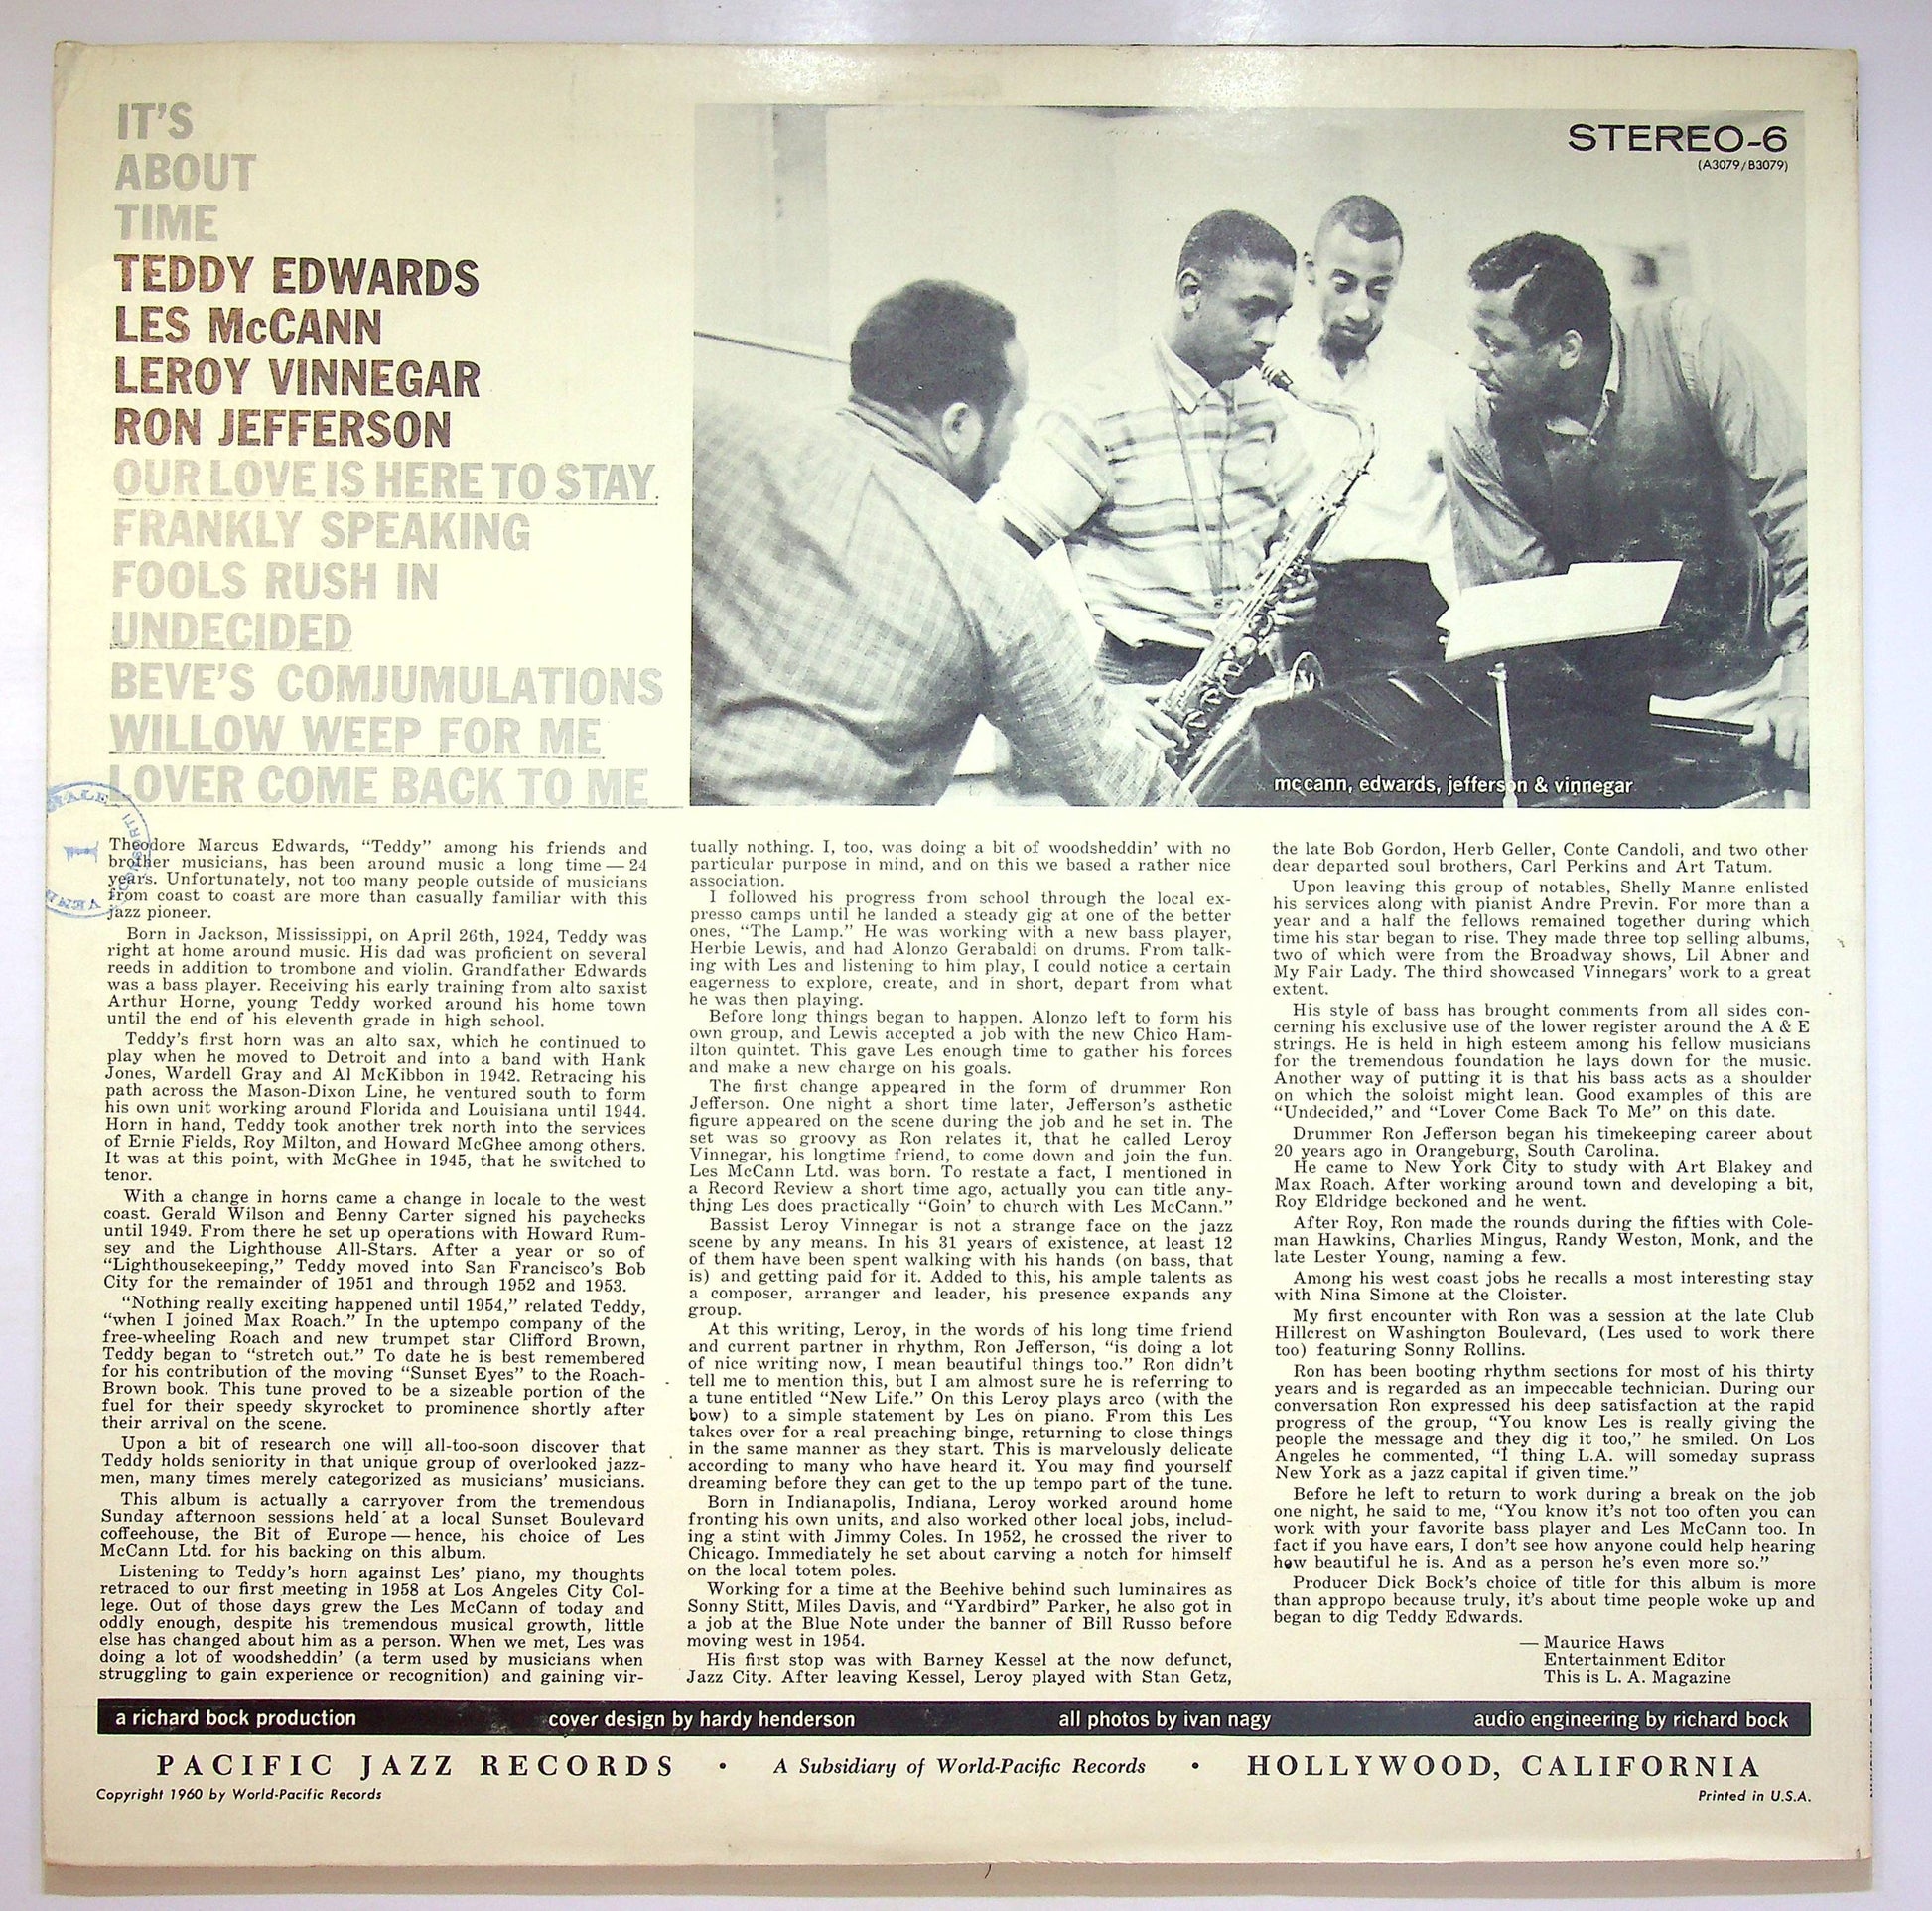 IT'S
ABOUT
TIME
TEDDY EDWARDS
LES McCANN
LEROY VINNEGAR
RON JEFFERSON
OUR LOVE IS HERE TO STAY
FRANKLY SPEAKING
FOOLS RUSH IN
UNDECIDED
BEVE'S COMJUMULATIONS
WILLOW WEEP FOR ME
LOVER COME BACK TO ME
STEREO-6
(A3079/B3079)
mccann, edwards, jefferson & vinnegar
1
Theodore Marcus Edwards, “Teddy” among his friends and
brother musicians, has been around music a long time — 24
years. Unfortunately, not too many people outside of musicians
from coast to coast are more than casually familiar with this
jazz pioneer.
Born in Jackson, Mississippi, on April 26th, 1924, Teddy was
right at home around music. His dad was proficient on several
reeds in addition to trombone and violin. Grandfather Edwards
was a bass player. Receiving his early training from alto saxist
Arthur Horne, young Teddy worked around his home town
until the end of his eleventh grade in high school.
Teddy's first horn was an alto sax, which he continued to
play when he moved to Detroit and into a band with Hank
Jones, Wardell Gray and Al McKibbon in 1942. Retracing his
path across the Mason-Dixon Line, he ventured south to form
his own unit working around Florida and Louisiana until 1944.
Horn in hand, Teddy took another trek north into the services
of Ernie Fields, Roy Milton, and Howard McGhee among others.
It was at this point, with McGhee in 1945, that he switched to
tenor.
With a change in horns came a change in locale to the west
coast. Gerald Wilson and Benny Carter signed his paychecks
until 1949. From there he set up operations with Howard Rum-
sey and the Lighthouse All-Stars. After a year or so of
“Lighthousekeeping,” Teddy moved into San Francisco's Bob
City for the remainder of 1951 and through 1952 and 1953.
“Nothing really exciting happened until 1954,” related Teddy,
“when I joined Max Roach.” In the uptempo company of the
free-wheeling Roach and new trumpet star Clifford Brown,
Teddy began to “stretch out.” To date he is best remembered
for his contribution of the moving “Sunset Eyes” to the Roach-
Brown book. This tune proved to be a sizeable portion of the
fuel for their speedy skyrocket to prominence shortly after
their arrival on the scene.
Upon a bit of research one will all-too-soon discover that
Teddy holds seniority in that unique group of overlooked jazz-
men, many times merely categorized as musicians' musicians.
This album is actually a carryover from the tremendous
Sunday afternoon sessions held at a local Sunset Boulevard
coffeehouse, the Bit of Europe — hence, his choice of Les
McCann Ltd. for his backing on this album.
Listening to Teddy's horn against Les' piano, my thoughts
retraced to our first meeting in 1958 at Los Angeles City Col-
lege. Out of those days grew the Les McCann of today and
oddly enough, despite his tremendous musical growth, little
else has changed about him as a person. When we met, Les was
doing a lot of woodsheddin' (a term used by musicians when
struggling to gain experience or recognition) and gaining vir-
tually nothing. I, too, was doing a bit of woodsheddin' with no
particular purpose in mind, and on this we based a rather nice
association.
I followed his progress from school through the local ex-
presso camps until he landed a steady gig at one of the better
ones, “The Lamp.” He was working with a new bass player,
Herbie Lewis, and had Alonzo Gerabaldi on drums. From talk-
ing with Les and listening to him play, I could notice a certain
eagerness to explore, create, and in short, depart from what
he was then playing.
Before long things began to happen. Alonzo left to form his
own group, and Lewis accepted a job with the new Chico Ham-
ilton quintet. This gave Les enough time to gather his forces
and make a new charge on his goals.
The first change appeared in the form of drummer Ron
Jefferson. One night a short time later, Jefferson's asthetic
figure appeared on the scene during the job and he set in. The
set was so groovy as Ron relates it, that he called Leroy
Vinnegar, his longtime friend, to come down and join the fun.
Les McCann Ltd. was born. To restate a fact, I mentioned in
a Record Review a short time ago, actually you can title any-
thjng Les does practically “Goin' to church with Les McCann.”
Bassist Leroy Vinnegar is not a strange face on the jazz
scene by any means. In his 31 years of existence, at least 12
of them have been spent walking with his hands (on bass, that
is) and getting paid for it. Added to this, his ample talents as
a composer, arranger and leader, his presence expands any
group.
At this writing, Leroy, in the words of his long time friend
and current partner in rhythm, Ron Jefferson, “is doing a lot
of nice writing now, I mean beautiful things too.” Ron didn't
tell me to mention this, but I am almost sure he is referring to
a tune entitled “New Life.” On this Leroy plays arco (with the
bow) to a simple statement by Les on piano. From this Les
takes over for a real preaching binge, returning to close things
in the same manner as they start. This is marvelously delicate
according to many who have heard it. You may find yourself
dreaming before they can get to the up tempo part of the tune.
Born in Indianapolis, Indiana, Leroy worked around home
fronting his own units, and also worked other local jobs, includ-
ing a stint with Jimmy Coles. In 1952, he crossed the river to
Chicago. Immediately he set about carving a notch for himself
on the local totem poles.
Working for a time at the Beehive behind such luminaires as
Sonny Stitt, Miles Davis, and “Yardbird” Parker, he also got in
a job at the Blue Note under the banner of Bill Russo before
moving west in 1954.
His first stop was with Barney Kessel at the now defunct,
Jazz City. After leaving Kessel, Leroy played with Stan Getz,
the late Bob Gordon, Herb Geller, Conte Candoli, and two other
dear departed soul brothers, Carl Perkins and Art Tatum.
Upon leaving this group of notables, Shelly Manne enlisted
his services along with pianist Andre Previn. For more than a
year and a half the fellows remained together during which
time his star began to rise. They made three top selling albums,
two of which were from the Broadway shows, Lil Abner and
My Fair Lady. The third showcased Vinnegars' work to a great
extent.
His style of bass has brought comments from all sides con-
cerning his exclusive use of the lower register around the A & E
strings. He is held in high esteem among his fellow musicians
for the tremendous foundation he lays down for the music.
Another way of putting it is that his bass acts as a shoulder
on which the soloist might lean. Good examples of this are
“Undecided,” and “Lover Come Back To Me” on this date.
Drummer Ron Jefferson began his timekeeping career about
20 years ago in Orangeburg, South Carolina.
He came to New York City to study with Art Blakey and
Max Roach. After working around town and developing a bit,
Roy Eldridge beckoned and he went.
After Roy, Ron made the rounds during the fifties with Cole-
man Hawkins, Charlies Mingus, Randy Weston, Monk, and the
late Lester Young, naming a few.
Among his west coast jobs he recalls a most interesting stay
with Nina Simone at the Cloister.
My first encounter with Ron was a session at the late Club
Hillcrest on Washington Boulevard, (Les used to work there
too) featuring Sonny Rollins.
Ron has been booting rhythm sections for most of his thirty
years and is regarded as an impeccable technician. During our
conversation Ron expressed his deep satisfaction at the rapid
progress of the group, “You know Les is really giving the
people the message and they dig it too,” he smiled. On Los
Angeles he commented, “I thing L.A. will someday suprass
New York as a jazz capital if given time.”
Before he left to return to work during a break on the job
one night, he said to me, “You know it's not too often you can
work with your favorite bass player and Les McCann too. In
fact if you have ears, I don't see how anyone could help hearing
how beautiful he is. And as a person he's even more so.”
Producer Dick Bock's choice of title for this album is more
than appropo because truly, it's about time people woke up and
began to dig Teddy Edwards.
— Maurice Haws
Entertainment Editor
This is L. A. Magazine
a richard bock production cover design by hardy henderson all photos by ivan nagy audio engineering by richard bock
PACIFIC JAZZ RECORDS • A Subsidiary of World-Pacific Records • HOLLYWOOD, CALIFORNIA
Copyright 1960 by World-Pacific Records Printed in U.S.A.